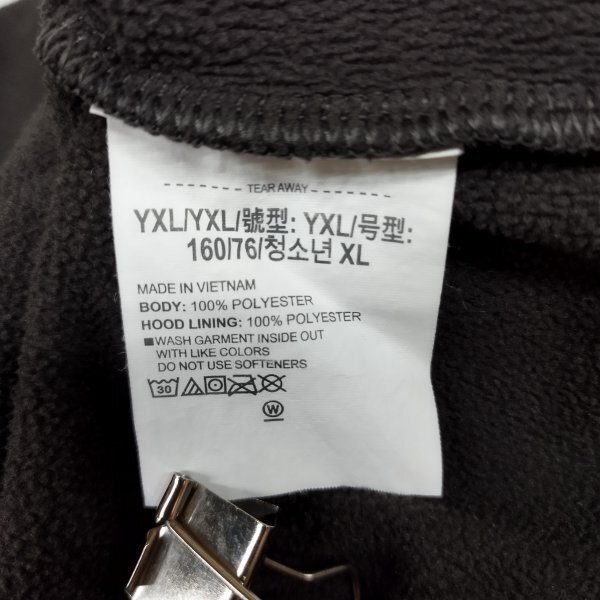 TEAR AWAY
YXL/YXL/號型: YXL/号型:
160/76/청소년 XL
MADE IN VIETNAM
BODY: 100% POLYESTER
HOOD LINING: 100% POLYESTER
■WASH GARMENT INSIDE OUT
WITH LIKE COLORS
DO NOT USE SOFTENERS
30
W